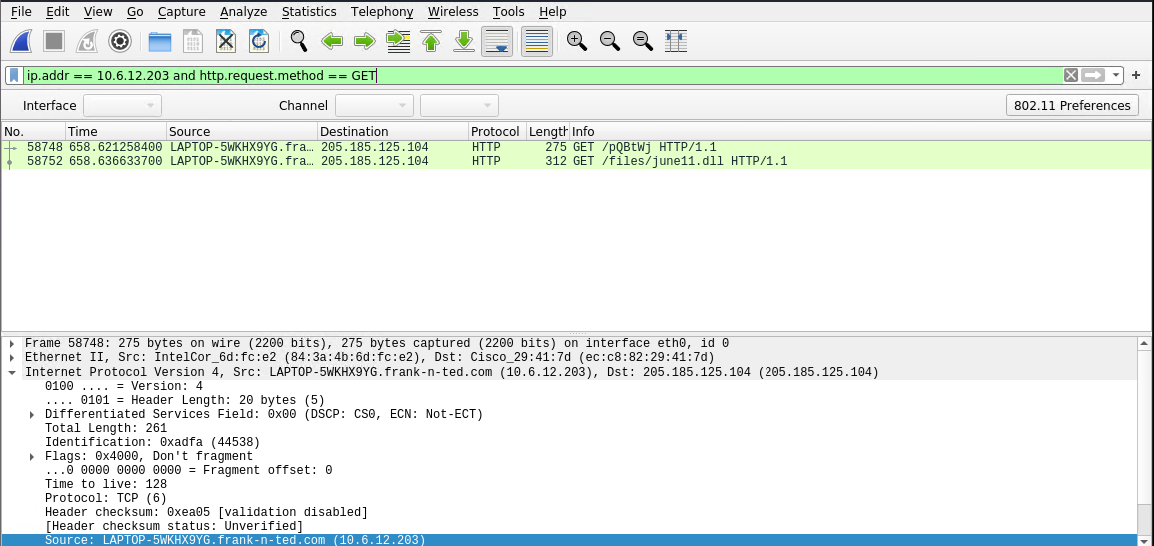 File Edit View Go Capture Analyze Statistics Telephony Wireless Tools Help
ip.addr == 10.6.12.203 and http.request.method == GET
Interface Channel 802.11 Preferences
No. Time Source Destination Protocol Length Info
58748 658.621258400 LAPTOP-5WKHX9YG.fra… 205.185.125.104 HTTP 275 GET /pQBtWj HTTP/1.1
58752 658.636633700 LAPTOP-5WKHX9YG.fra… 205.185.125.104 HTTP 312 GET /files/june11.dll HTTP/1.1
Frame 58748: 275 bytes on wire (2200 bits), 275 bytes captured (2200 bits) on interface eth0, id 0
Ethernet II, Src: IntelCor_6d:fc:e2 (84:3a:4b:6d:fc:e2), Dst: Cisco_29:41:7d (ec:c8:82:29:41:7d)
Internet Protocol Version 4, Src: LAPTOP-5WKHX9YG.frank-n-ted.com (10.6.12.203), Dst: 205.185.125.104 (205.185.125.104)
0100 .... = Version: 4
.... 0101 = Header Length: 20 bytes (5)
Differentiated Services Field: 0x00 (DSCP: CS0, ECN: Not-ECT)
Total Length: 261
Identification: 0xadfa (44538)
Flags: 0x4000, Don't fragment
...0 0000 0000 0000 = Fragment offset: 0
Time to live: 128
Protocol: TCP (6)
Header checksum: 0xea05 [validation disabled]
[Header checksum status: Unverified]
Source: LAPTOP-5WKHX9YG.frank-n-ted.com (10.6.12.203)